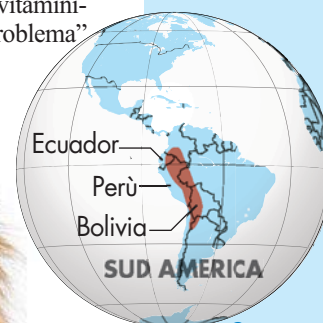 vitamini-
roblema”
Ecuador
Perù
Bolivia
SUD AMERICA